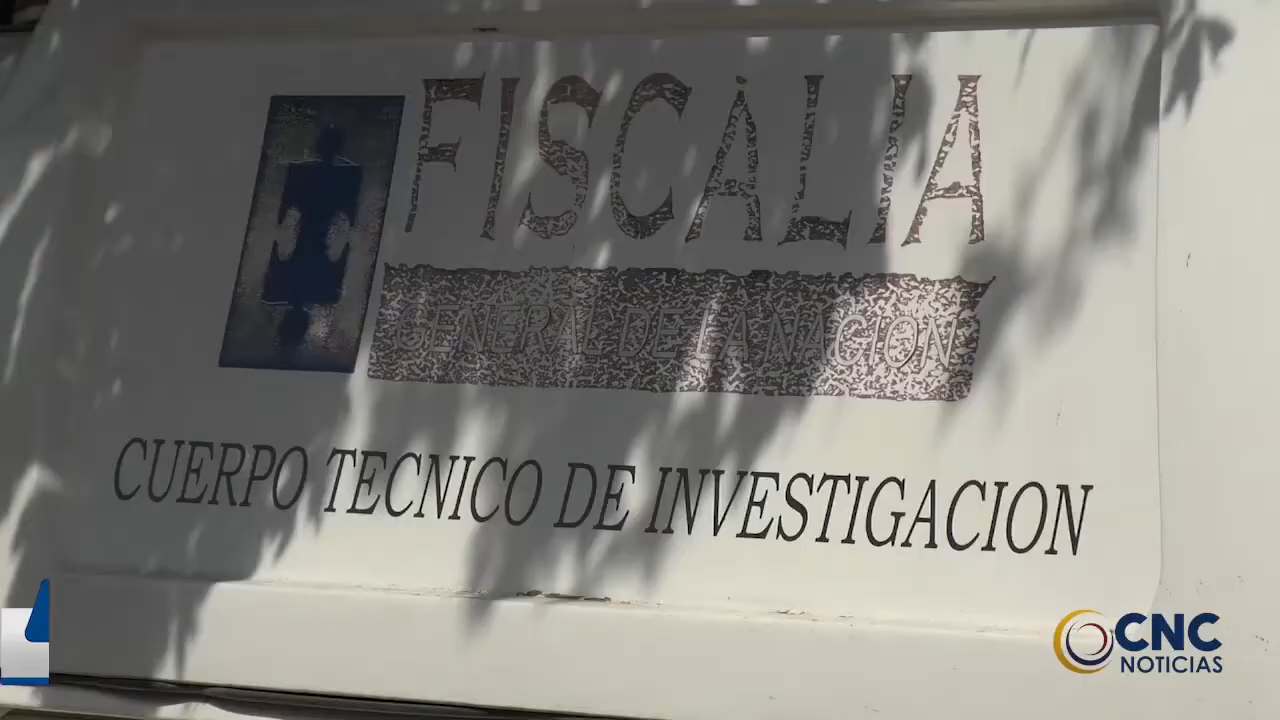 FISCALIA
GENERAL DE LA NACION
CUERPO TECNICO DE INVESTIGACION
CNC
NOTICIAS